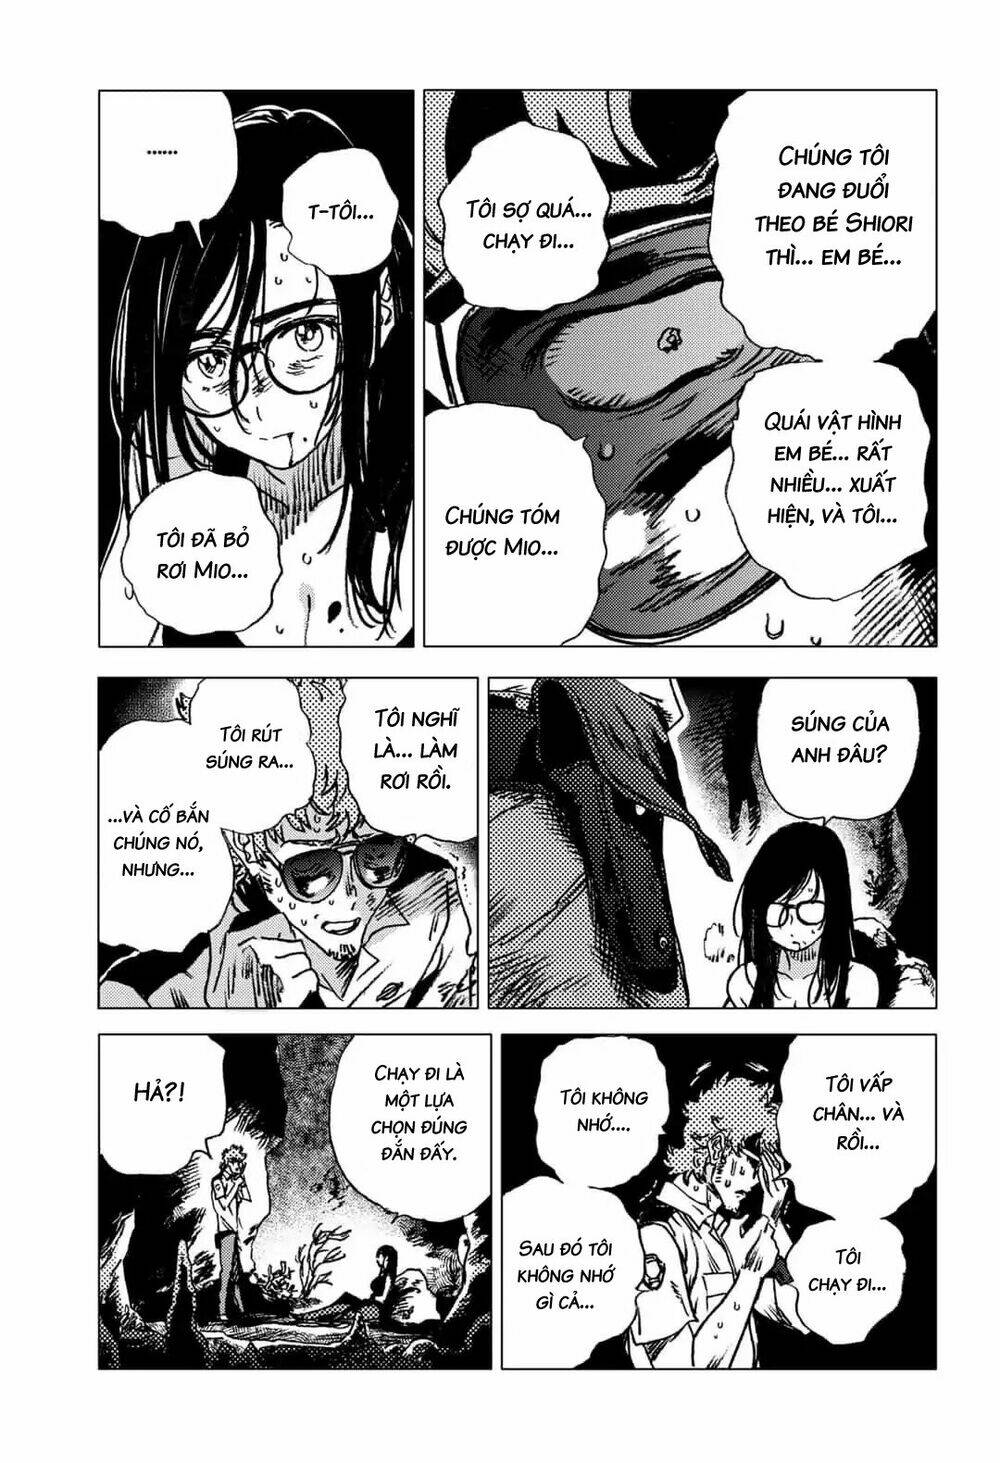 CHÚNG TÔI
ĐANG ĐUỔI
THEO BÉ SHIORI
THÌ... EM BÉ...
QUÁI VẬT HÌNH
EM BÉ... RẤT
NHIỀU... XUẤT
HIỆN, VÀ TÔI...
TÔI SỢ QUÁ...
CHẠY ĐI...
CHÚNG TÓM
ĐƯỢC MIO...
T-TÔI...
.......
TÔI ĐÃ BỎ
RƠI MIO...
SÚNG CỦA
ANH ĐÂU?
TÔI NGHĨ
LÀ... LÀM
RƠI RỒI.
TÔI RÚT
SÚNG RA...
...VÀ CỐ BẮN
CHÚNG NÓ,
NHƯNG...
TÔI VẤP
CHÂN... VÀ
RỒI...
TÔI
CHẠY ĐI...
TÔI KHÔNG
NHỚ....
SAU ĐÓ TÔI
KHÔNG NHỚ
GÌ CẢ...
CHẠY ĐI LÀ
MỘT LỰA
CHỌN ĐÚNG
ĐẮN ĐẤY.
HẢ?!